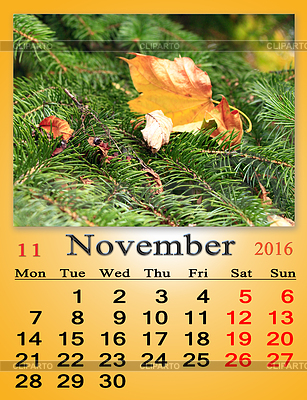 CLIPARTO CLIPARTO CLIPARTO
11 November 2016
Mon Tue Wed Thu Fri Sat Sun
1 2 3 4 5 6
7 8 9 10 11 12 13
14 15 16 17 18 19 20
21 22 23 24 25 26 27
28 29 30
CLIPARTO CLIPARTO CLIPARTO